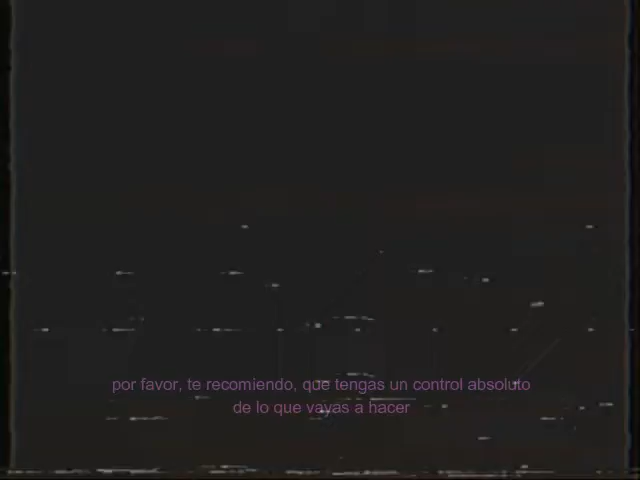 por favor, te recomiendo, que tengas un control absoluto
de lo que vayas a hacer